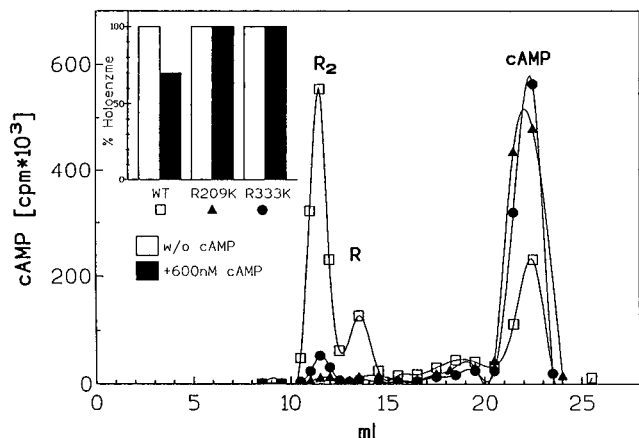 cAMP [cpm*10³]
600
400
200
0
% Holoenzme
100
50
0
WT R209K R333K
w/o cAMP
+600nM cAMP
R₂
R
cAMP
0 5 10 15 20 25
ml